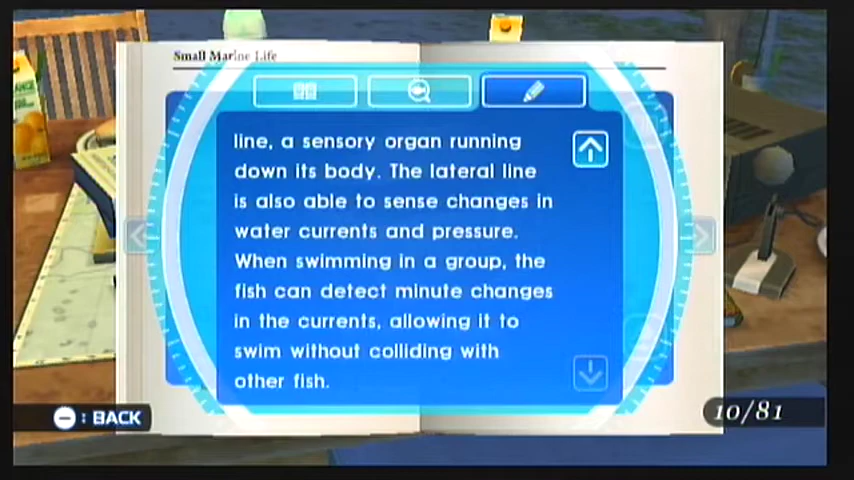 Small Marine Life
line, a sensory organ running
down its body. The lateral line
is also able to sense changes in
water currents and pressure.
When swimming in a group, the
fish can detect minute changes
in the currents, allowing it to
swim without colliding with
other fish.
- : BACK
10/81